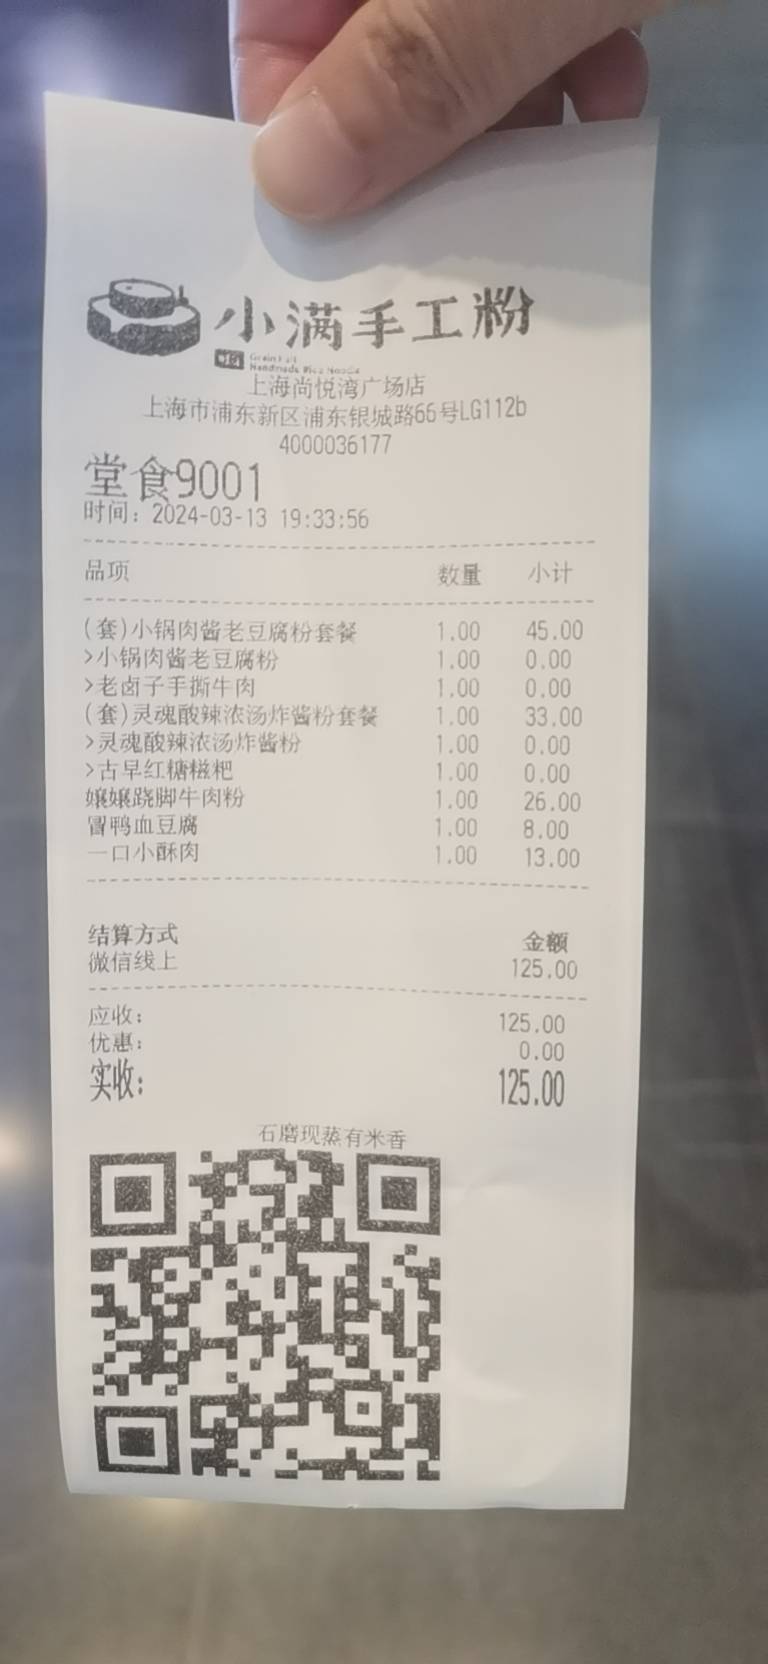 小满手工粉
Grain Full
Handmade Rice Noodle
上海尚悦湾广场店
上海市浦东新区浦东银城路66号LG112b
4000036177
堂食9001
时间：2024-03-13 19:33:56
品项 数量 小计
(套)小锅肉酱老豆腐粉套餐 1.00 45.00
>小锅肉酱老豆腐粉 1.00 0.00
>老卤子手撕牛肉 1.00 0.00
(套)灵魂酸辣浓汤炸酱粉套餐 1.00 33.00
>灵魂酸辣浓汤炸酱粉 1.00 0.00
>古早红糖糍粑 1.00 0.00
嬢嬢跷脚牛肉粉 1.00 26.00
冒鸭血豆腐 1.00 8.00
一口小酥肉 1.00 13.00
结算方式 金额
微信线上 125.00
应收： 125.00
优惠： 0.00
实收： 125.00
石磨现蒸有米香